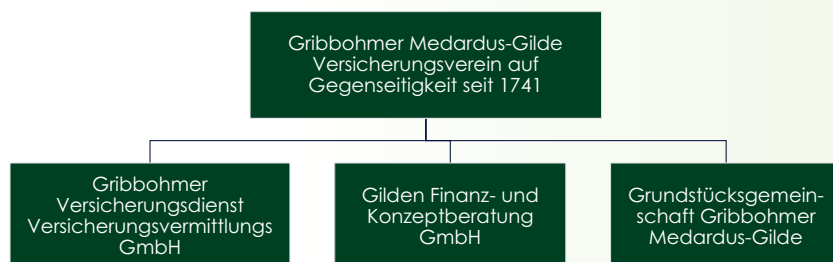 Gribbohmer Medardus-Gilde
Versicherungsverein auf
Gegenseitigkeit seit 1741
Gribbohmer
Versicherungsdienst
Versicherungsvermittlungs
GmbH
Gilden Finanz- und
Konzeptberatung
GmbH
Grundstücksgemein-
schaft Gribbohmer
Medardus-Gilde